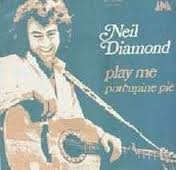 Neil
Diamond
play me
porcupine pie